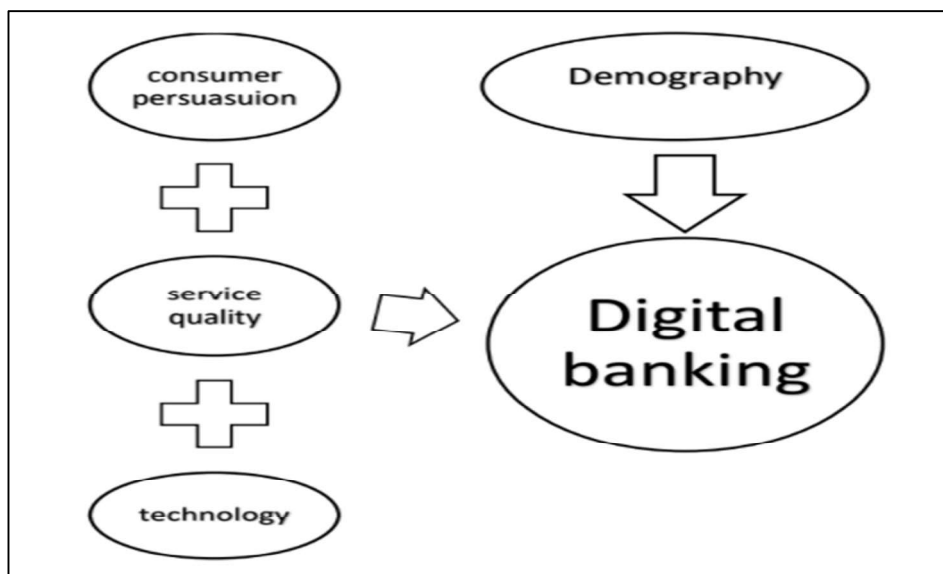 consumer
persuasuion
Demography
service
quality
Digital
banking
technology